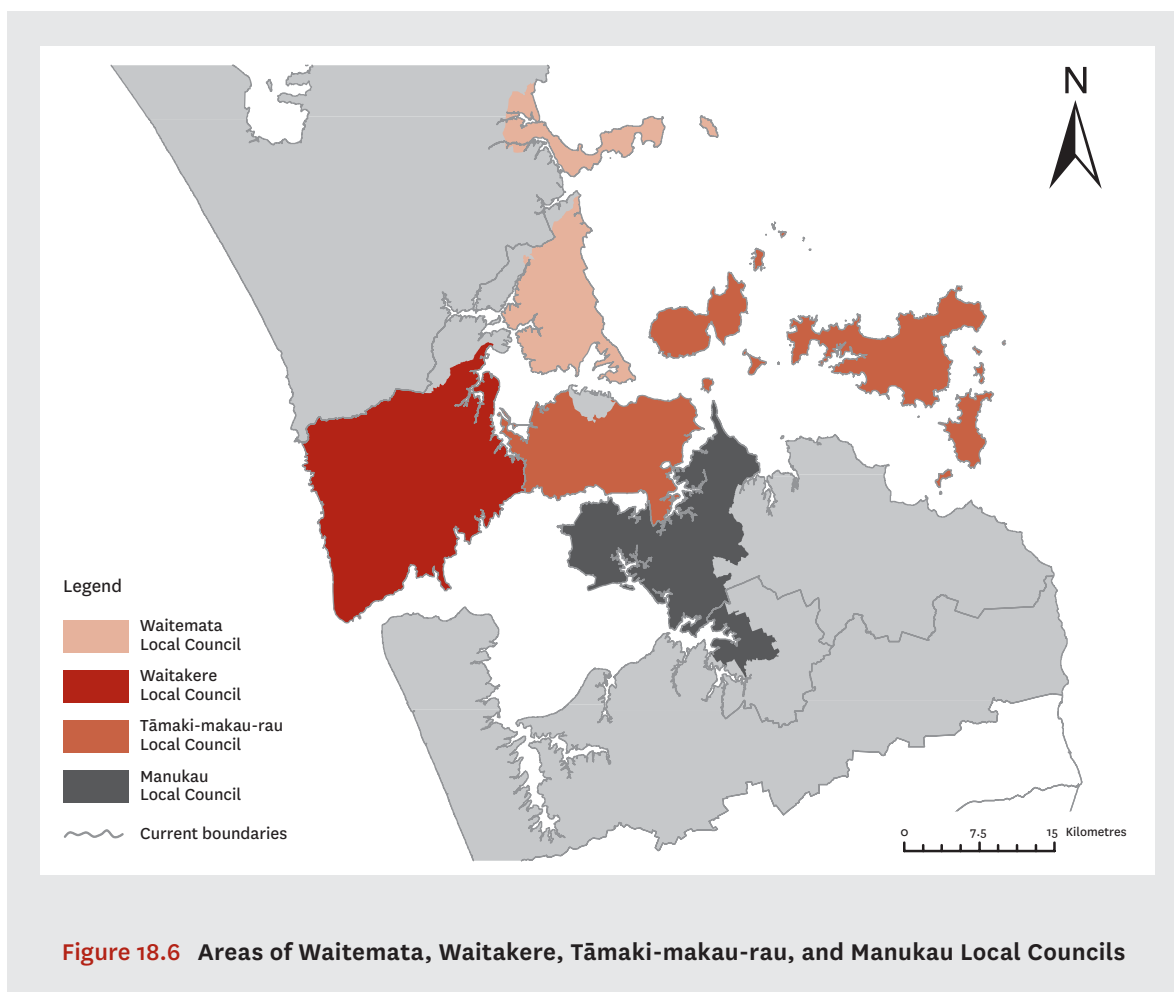 N
Legend
Waitemata
Local Council
Waitakere
Local Council
Tāmaki-makau-rau
Local Council
Manukau
Local Council
Current boundaries
0 7.5 15 Kilometres
Figure 18.6 Areas of Waitemata, Waitakere, Tāmaki-makau-rau, and Manukau Local Councils